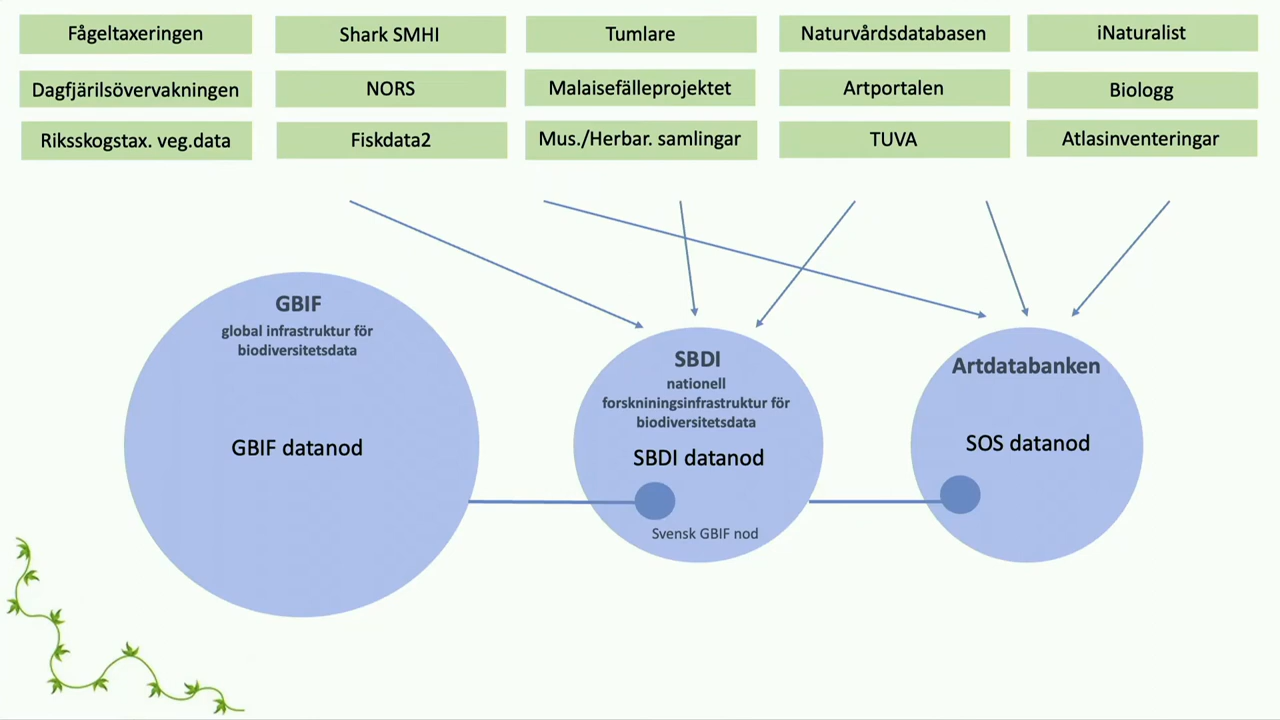 Fågeltaxeringen
Shark SMHI
Tumlare
Naturvårdsdatabasen
iNaturalist
Dagfjärilsövervakningen
NORS
Malaisefälleprojektet
Artportalen
Biologg
Riksskogstax. veg.data
Fiskdata2
Mus./Herbar. samlingar
TUVA
Atlasinventeringar
GBIF
global infrastruktur för
biodiversitetsdata
GBIF datanod
SBDI
nationell
forskniningsinfrastruktur för
biodiversitetsdata
SBDI datanod
Svensk GBIF nod
Artdatabanken
SOS datanod